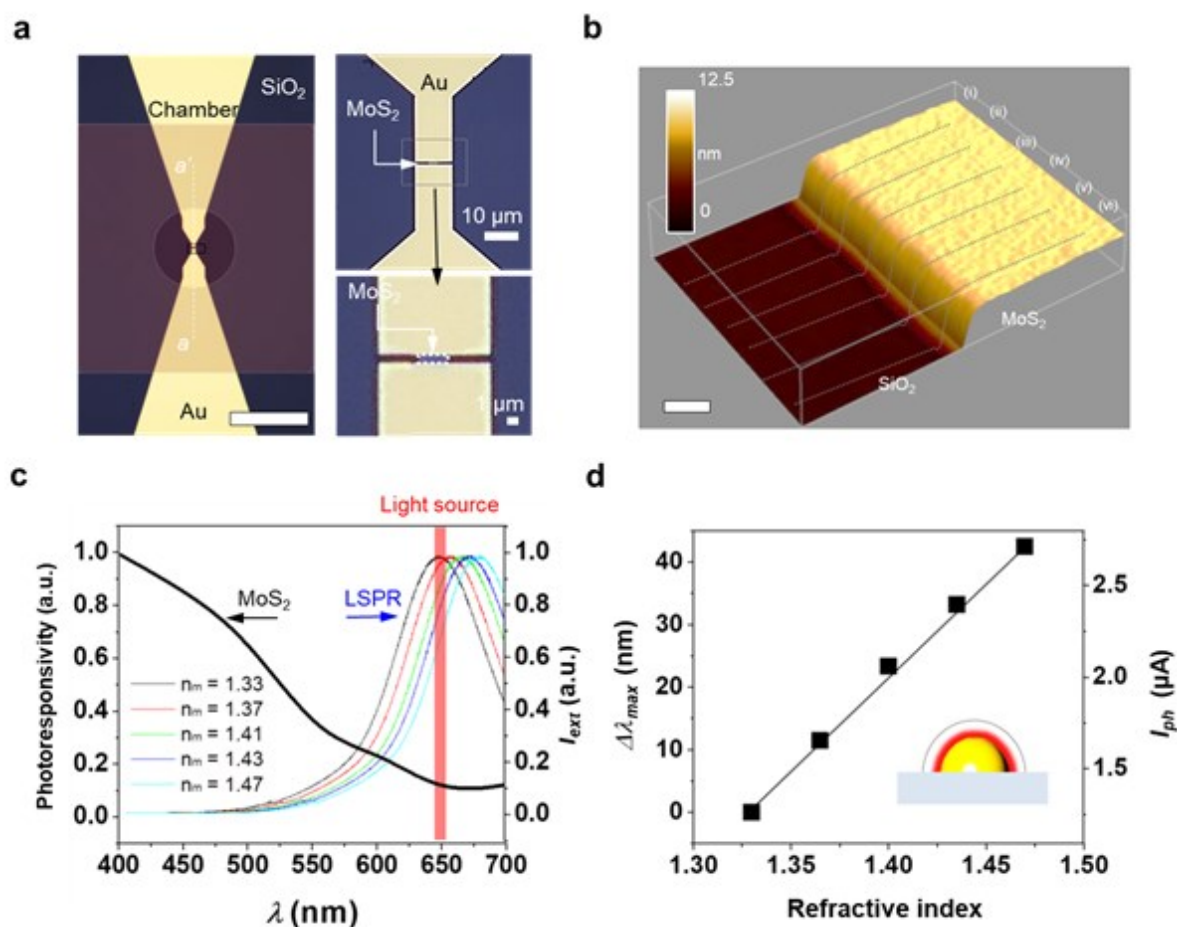 a
SiO2
Chamber
a'
a
Au
Au
MoS2
10 µm
MoS2
1 µm
b
12.5
nm
0
(i)
(ii)
(iii)
(iv)
(v)
(vi)
MoS2
SiO2
c
Light source
1.0
0.8
0.6
0.4
0.2
0.0
Photoresponsivity (a.u.)
MoS2
LSPR
nm = 1.33
nm = 1.37
nm = 1.41
nm = 1.43
nm = 1.47
1.0
0.8
0.6
0.4
0.2
0.0
Iext (a.u.)
400 450 500 550 600 650 700
λ (nm)
d
40
30
20
10
0
Δλmax (nm)
2.5
2.0
1.5
Iph (µA)
1.30 1.35 1.40 1.45 1.50
Refractive index